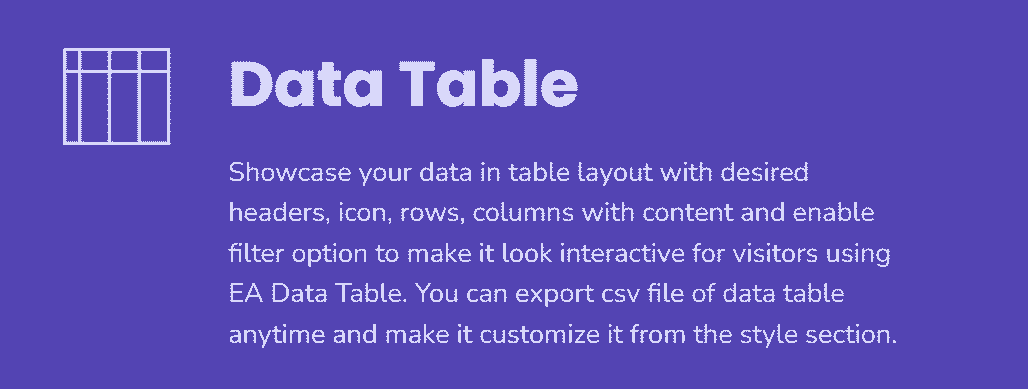 Data Table
Showcase your data in table layout with desired
headers, icon, rows, columns with content and enable
filter option to make it look interactive for visitors using
EA Data Table. You can export csv file of data table
anytime and make it customize it from the style section.